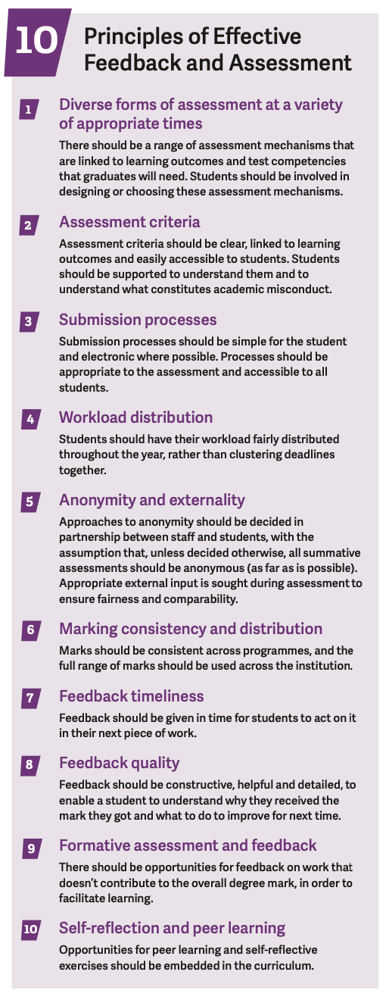 10
Principles of Effective
Feedback and Assessment
1
Diverse forms of assessment at a variety
of appropriate times
There should be a range of assessment mechanisms that
are linked to learning outcomes and test competencies
that graduates will need. Students should be involved in
designing or choosing these assessment mechanisms.
2
Assessment criteria
Assessment criteria should be clear, linked to learning
outcomes and easily accessible to students. Students
should be supported to understand them and to
understand what constitutes academic misconduct.
3
Submission processes
Submission processes should be simple for the student
and electronic where possible. Processes should be
appropriate to the assessment and accessible to all
students.
4
Workload distribution
Students should have their workload fairly distributed
throughout the year, rather than clustering deadlines
together.
5
Anonymity and externality
Approaches to anonymity should be decided in
partnership between staff and students, with the
assumption that, unless decided otherwise, all summative
assessments should be anonymous (as far as is possible).
Appropriate external input is sought during assessment to
ensure fairness and comparability.
6
Marking consistency and distribution
Marks should be consistent across programmes, and the
full range of marks should be used across the institution.
7
Feedback timeliness
Feedback should be given in time for students to act on it
in their next piece of work.
8
Feedback quality
Feedback should be constructive, helpful and detailed, to
enable a student to understand why they received the
mark they got and what to do to improve for next time.
9
Formative assessment and feedback
There should be opportunities for feedback on work that
doesn't contribute to the overall degree mark, in order to
facilitate learning.
10
Self-reflection and peer learning
Opportunities for peer learning and self-reflective
exercises should be embedded in the curriculum.